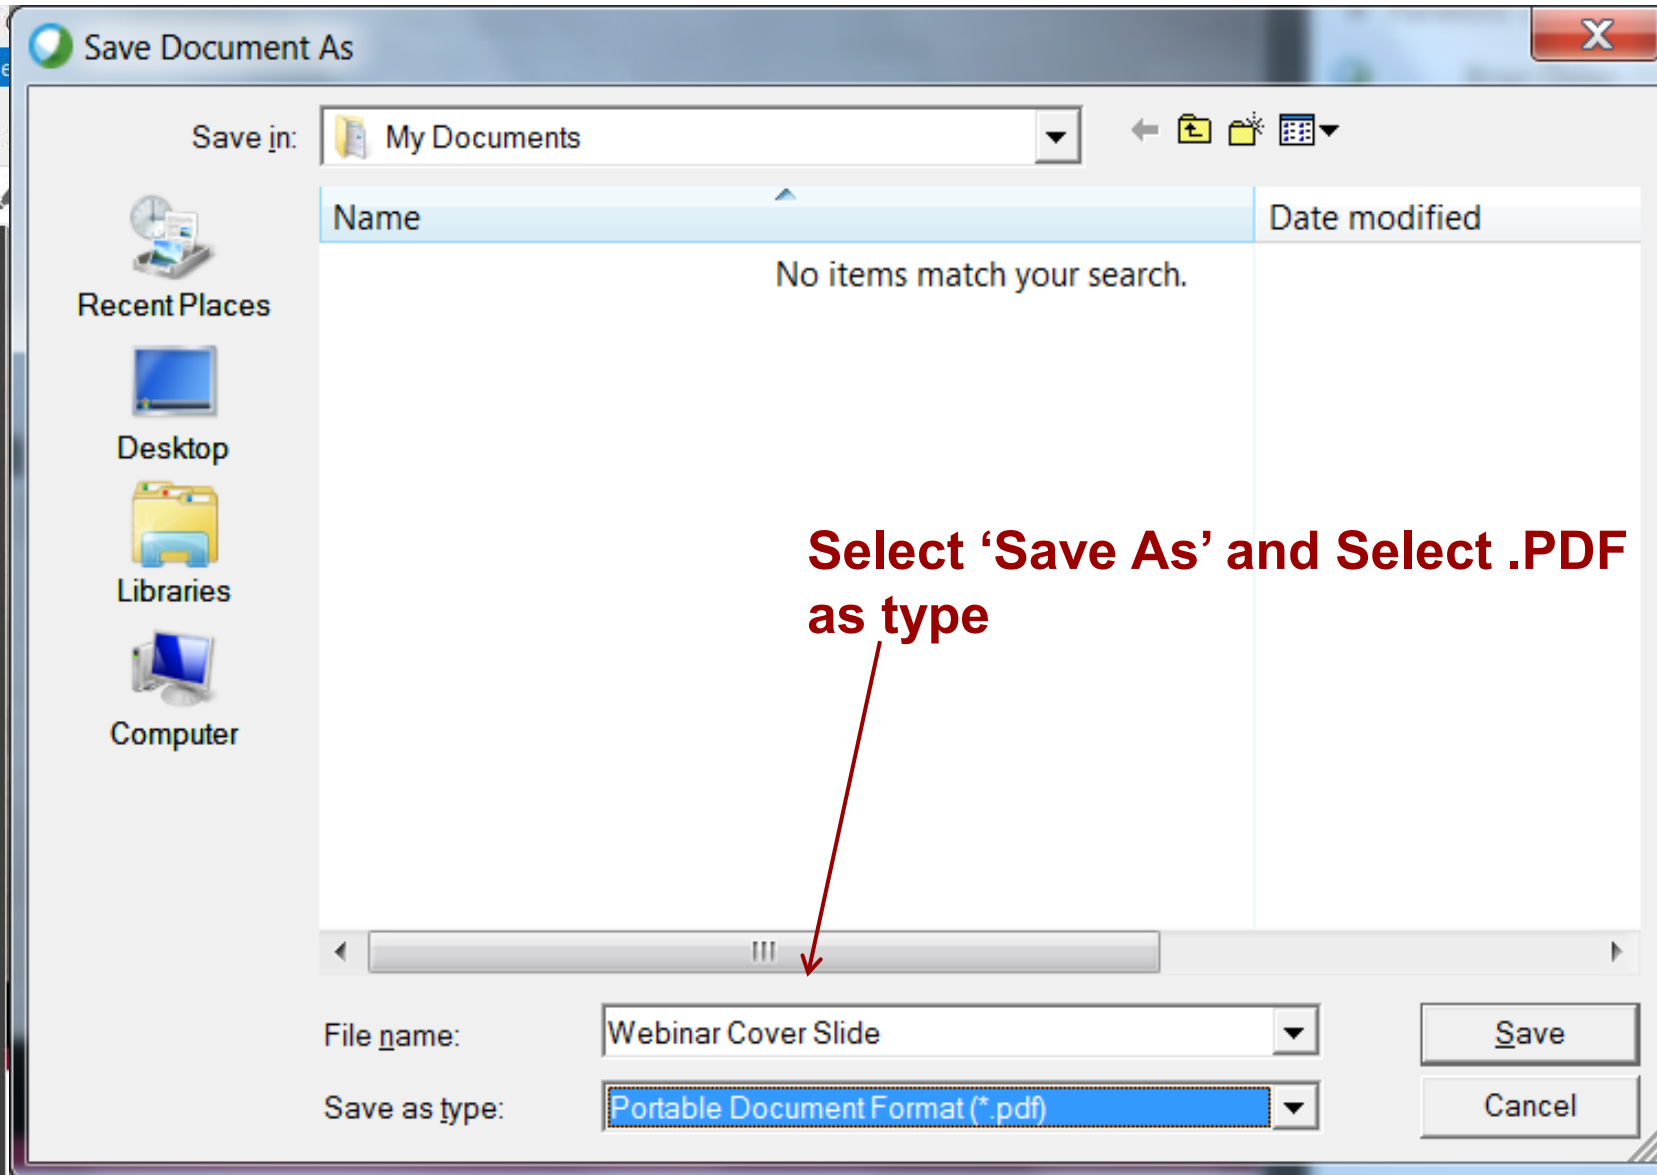 Save Document As
Save in:
My Documents
Name
Date modified
No items match your search.
Recent Places
Desktop
Libraries
Computer
Select ‘Save As’ and Select .PDF
as type
File name:
Webinar Cover Slide
Save
Save as type:
Portable Document Format (*.pdf)
Cancel